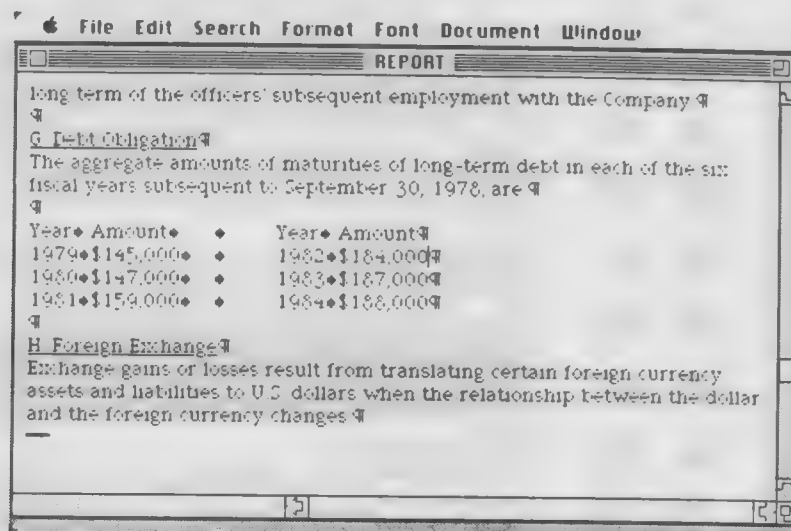 File Edit Search Format Font Document Window
REPORT
long term of the officers' subsequent employment with the Company ¶
¶
G Debt Obligation¶
The aggregate amounts of maturities of long-term debt in each of the six
fiscal years subsequent to September 30, 1978, are ¶
¶
Year♦ Amount♦ ♦ Year♦ Amount¶
1979♦$145,000♦ ♦ 1982♦$184,000¶
1980♦$147,000♦ ♦ 1983♦$187,000¶
1981♦$159,000♦ ♦ 1984♦$188,000¶
¶
H Foreign Exchange¶
Exchange gains or losses result from translating certain foreign currency
assets and liabilities to U.S. dollars when the relationship between the dollar
and the foreign currency changes ¶